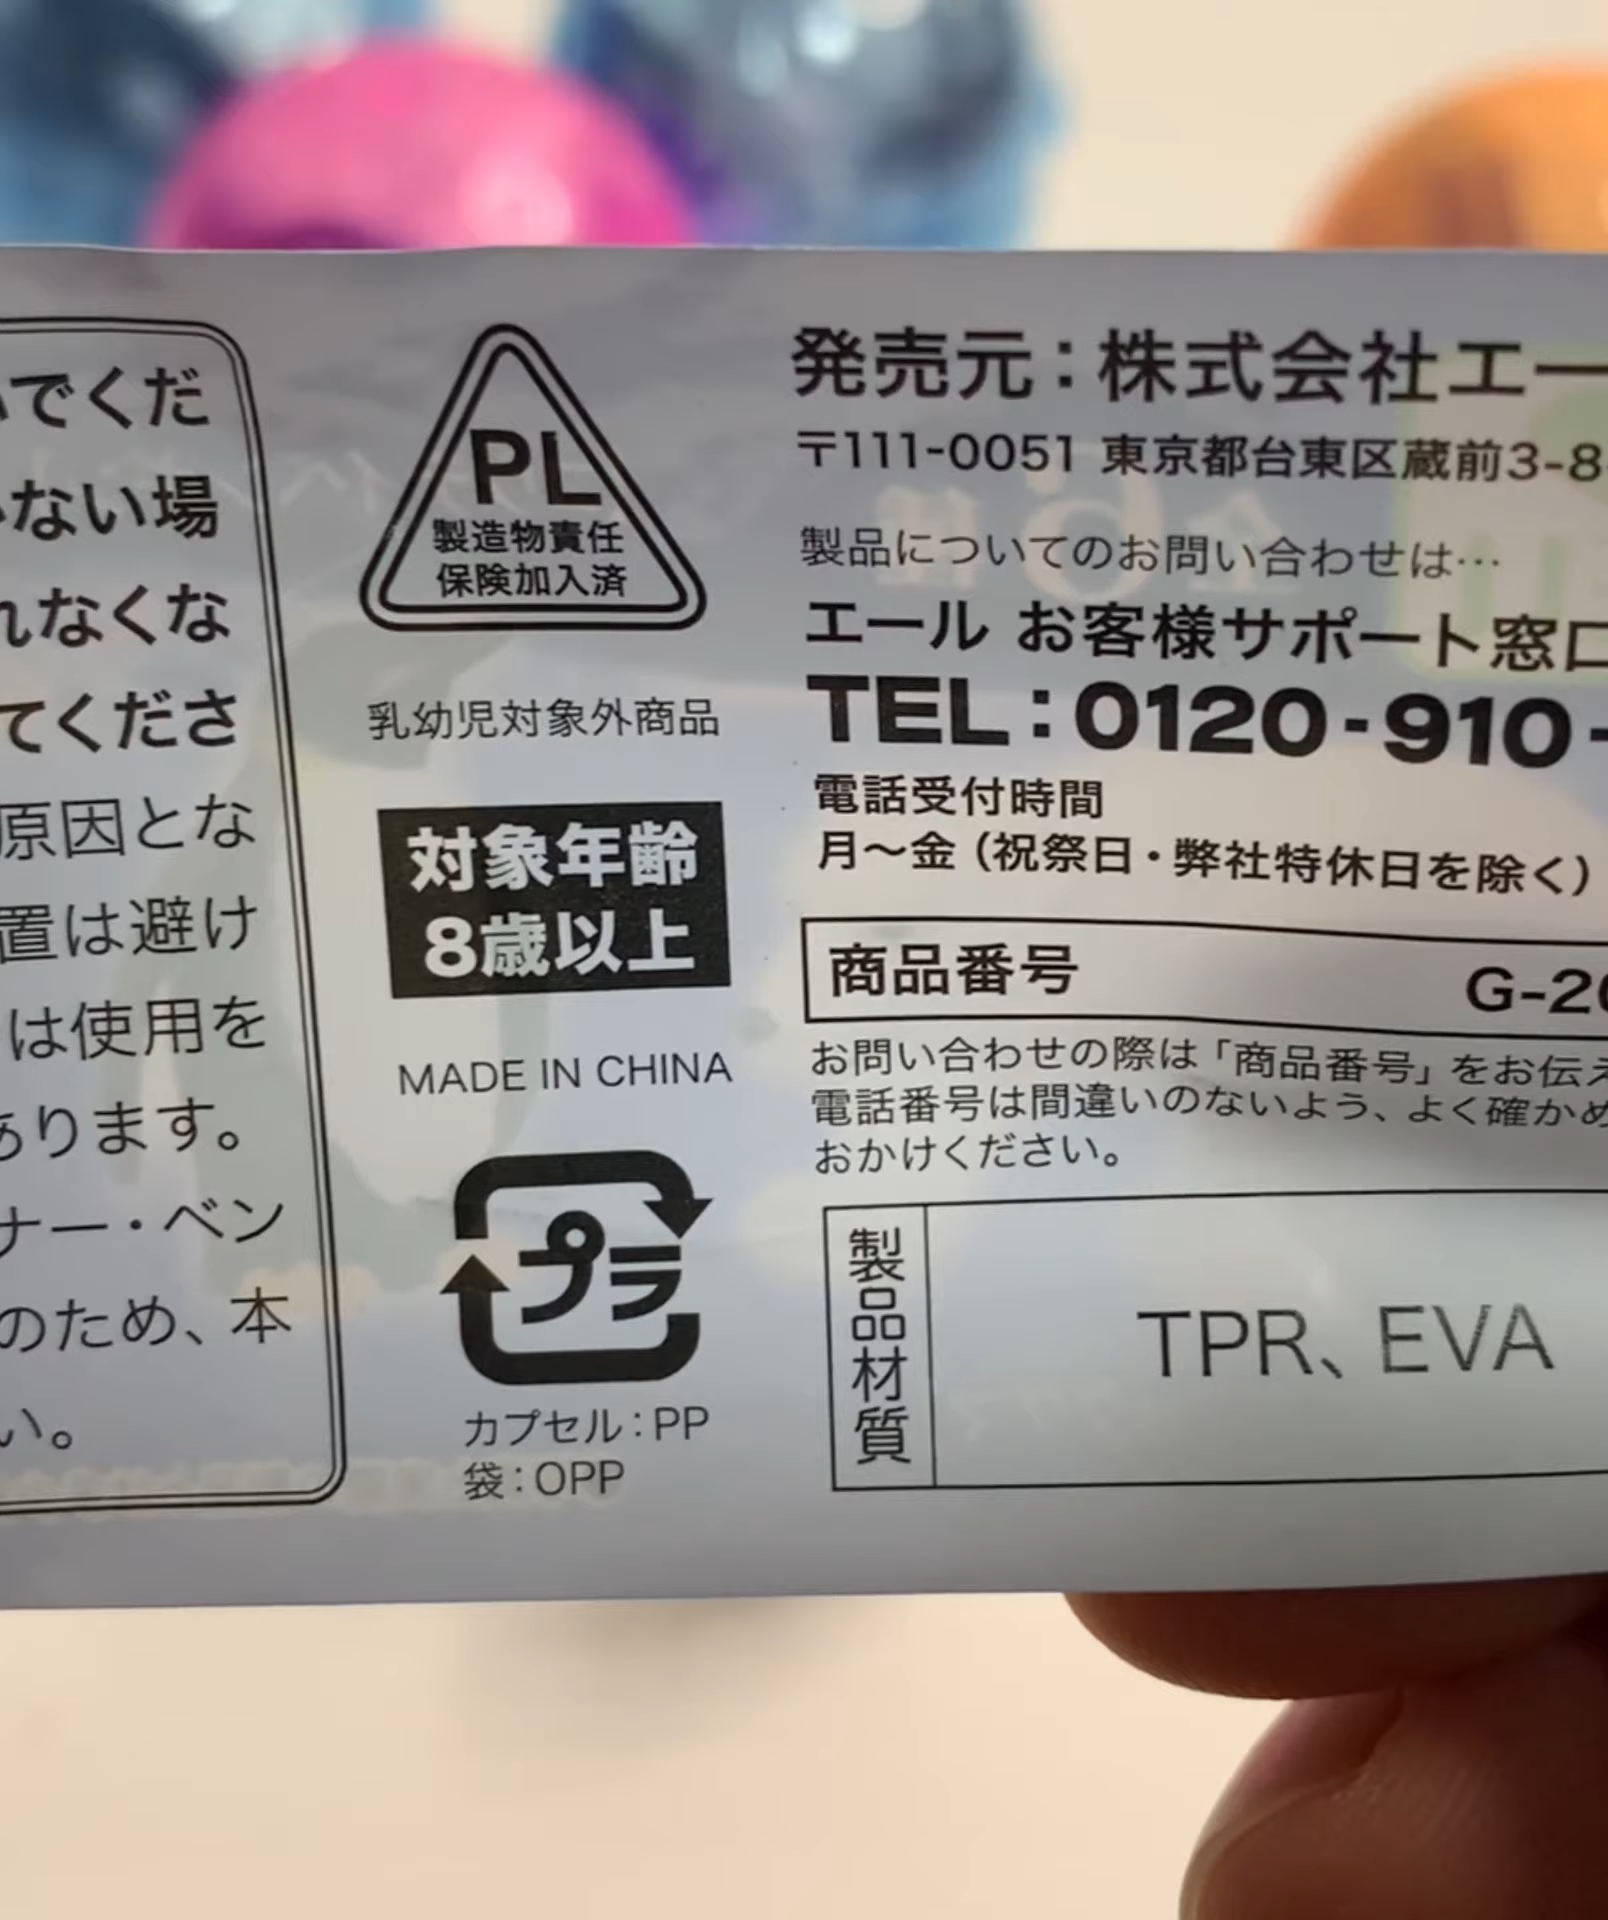 でくだ
ない場
れなくな
てくださ
原因とな
置は避け
は使用を
あります。
ナー・ベン
のため、本
い。
PL
製造物責任
保険加入済
乳幼児対象外商品
対象年齢
8歳以上
MADE IN CHINA
プラ
カプセル：PP
袋：OPP
発売元：株式会社エー
〒111-0051 東京都台東区蔵前3-8
製品についてのお問い合わせは…
エール お客様サポート窓口
TEL：0120-910-
電話受付時間
月〜金（祝祭日・弊社特休日を除く）
商品番号 G-20
お問い合わせの際は「商品番号」をお伝え
電話番号は間違いのないよう、よく確かめ
おかけください。
製品材質
TPR、EVA